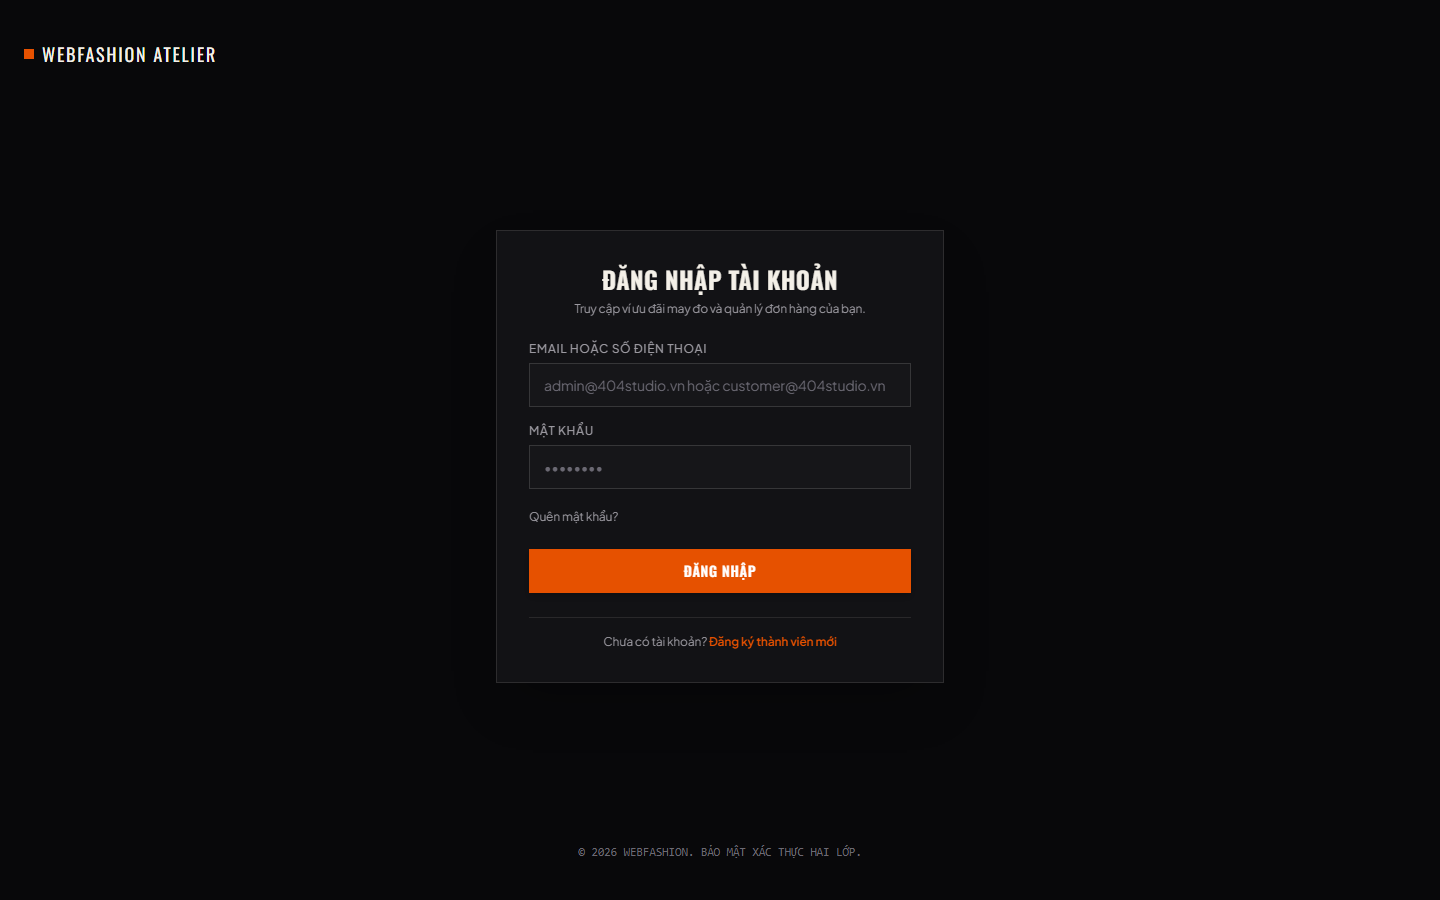 WEBFASHION ATELIER
ĐĂNG NHẬP TÀI KHOẢN
Truy cập ví ưu đãi may đo và quản lý đơn hàng của bạn.
EMAIL HOẶC SỐ ĐIỆN THOẠI
admin@404studio.vn hoặc customer@404studio.vn
MẬT KHẨU
••••••••
Quên mật khẩu?
ĐĂNG NHẬP
Chưa có tài khoản? Đăng ký thành viên mới
© 2026 WEBFASHION. BẢO MẬT XÁC THỰC HAI LỚP.